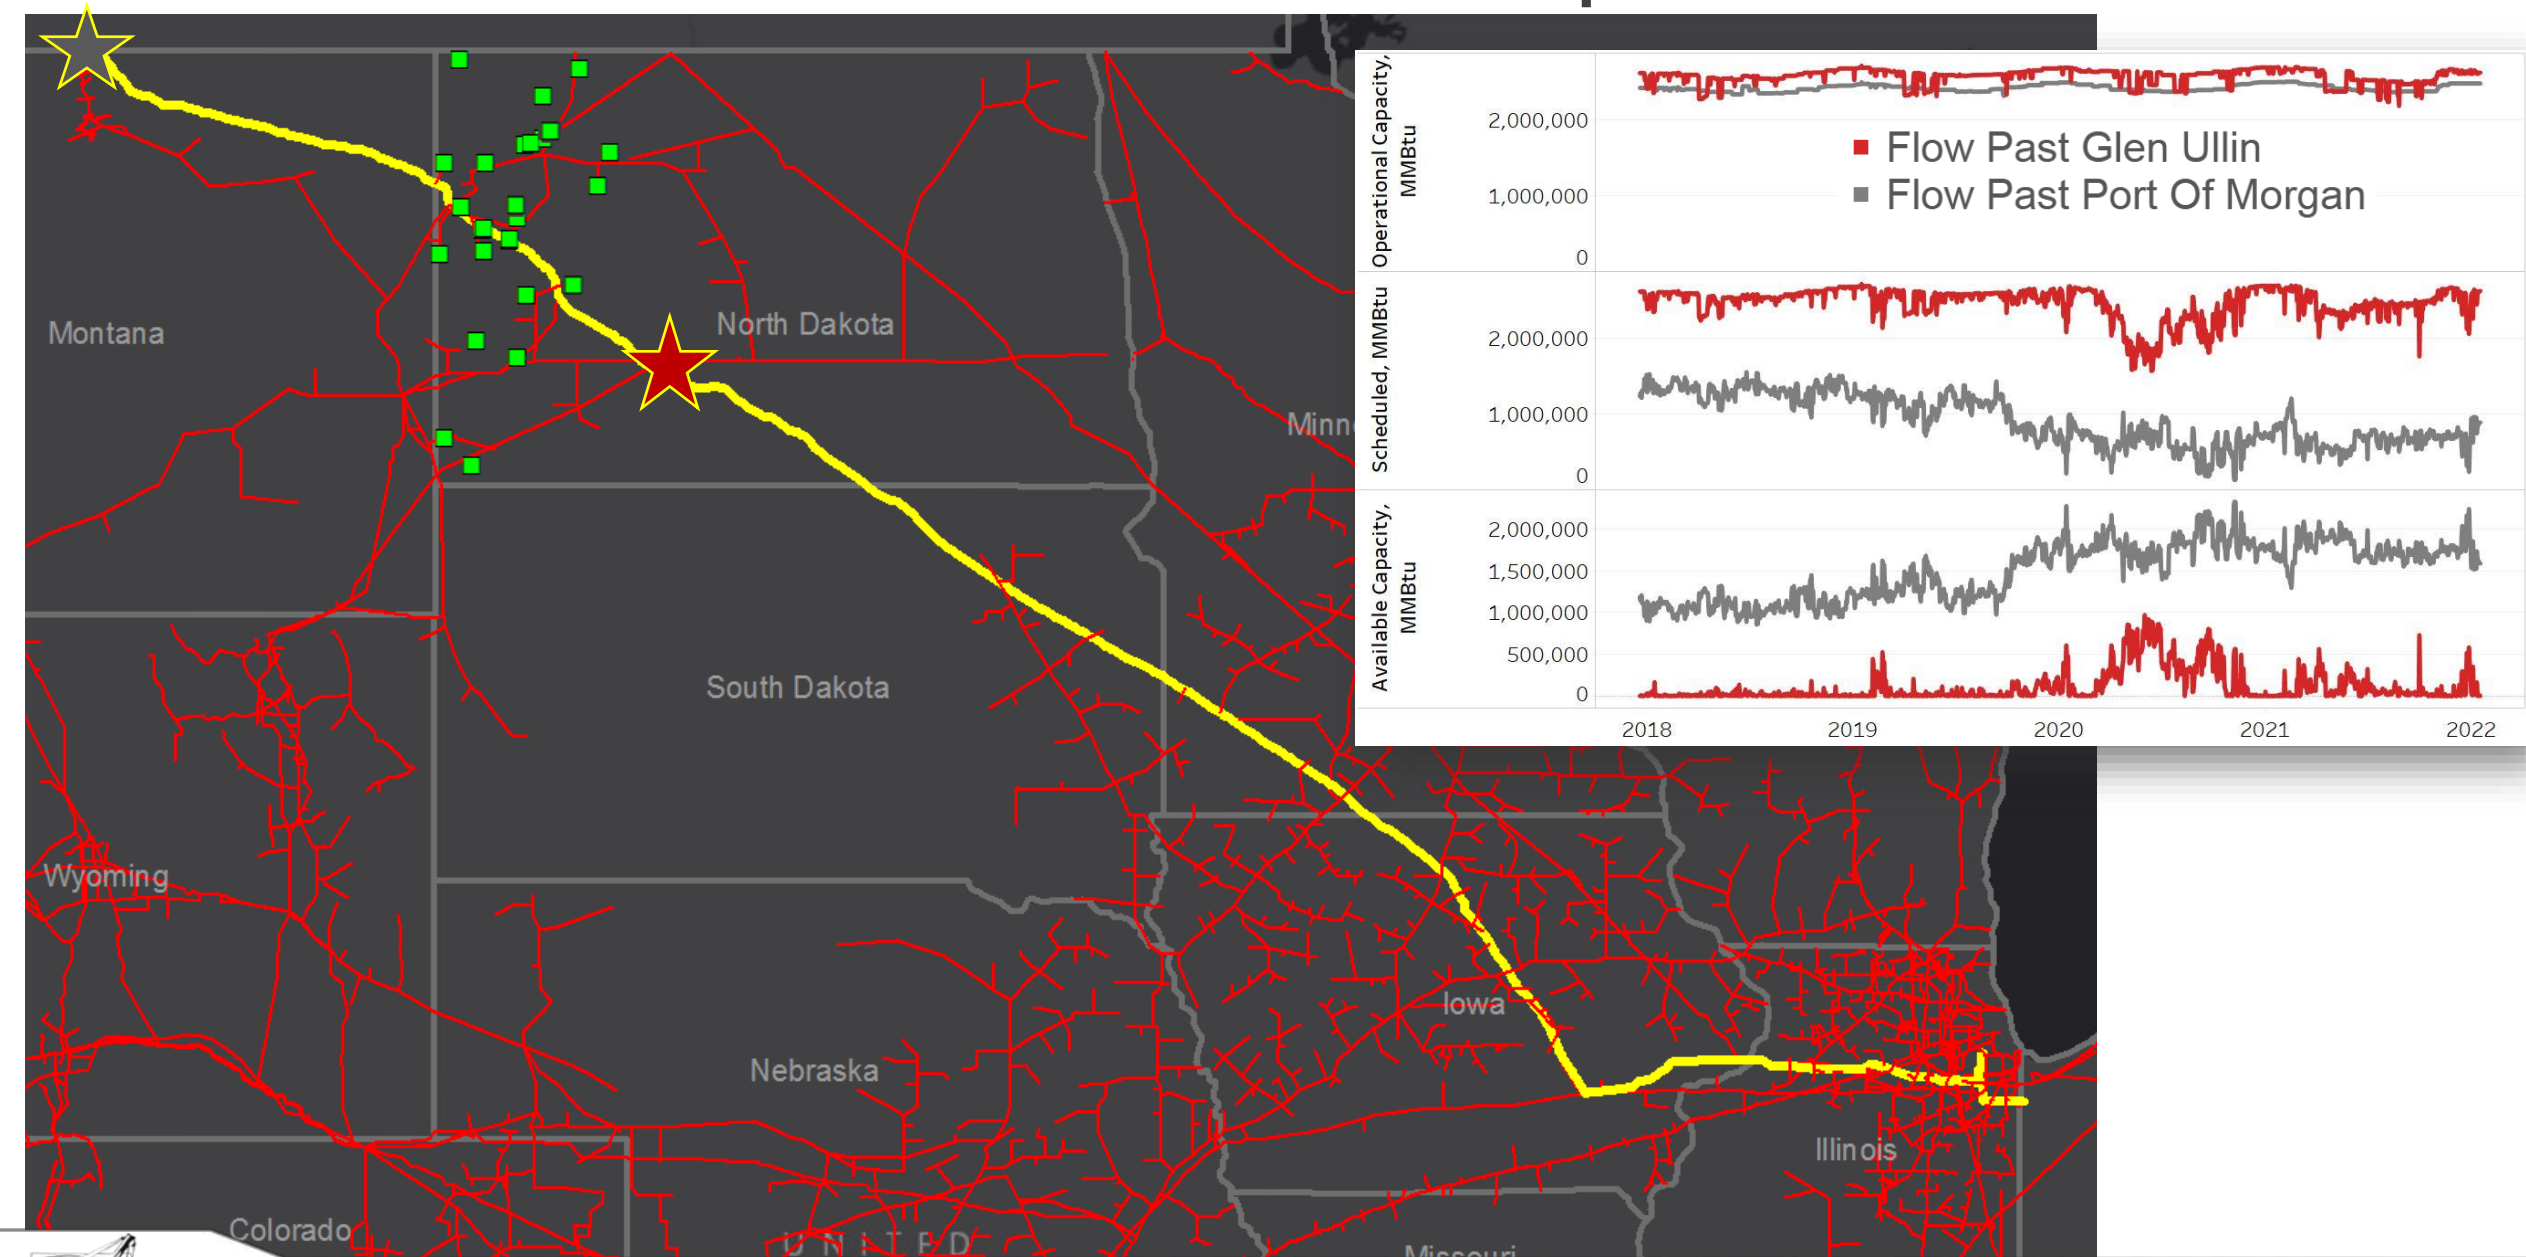 Operational Capacity,
MMBtu
2,000,000
1,000,000
0
Flow Past Glen Ullin
Flow Past Port Of Morgan
Scheduled, MMBtu
2,000,000
1,000,000
0
Available Capacity,
MMBtu
2,000,000
1,500,000
1,000,000
500,000
0
2018
2019
2020
2021
2022
Montana
North Dakota
Minn
South Dakota
Wyoming
Iowa
Nebraska
Illinois
Colorado
UNITED
Missouri